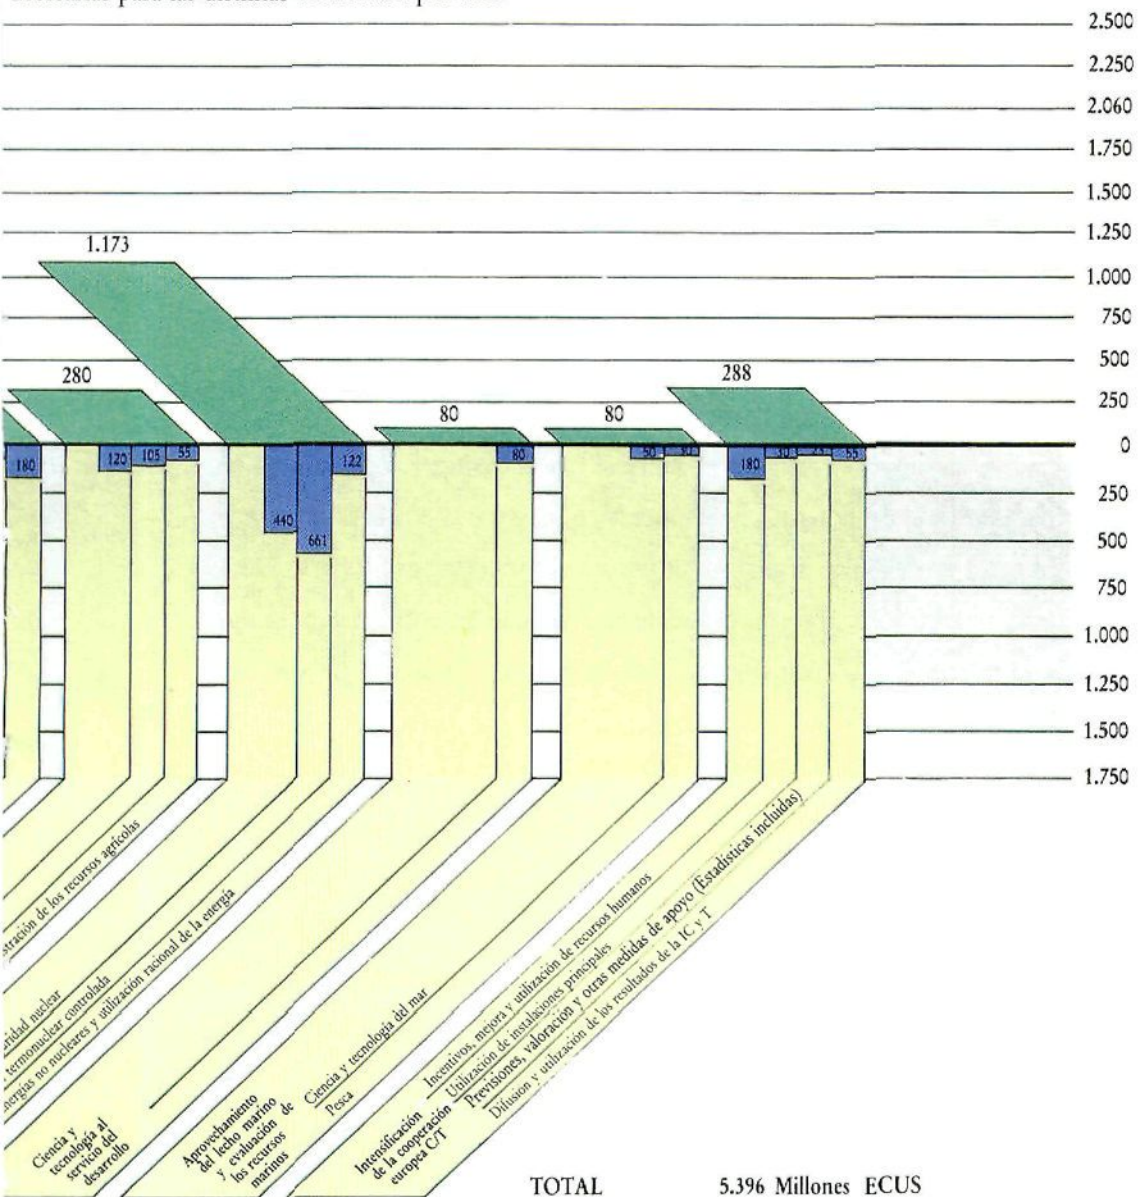 2.500
2.250
2.060
1.750
1.500
1.250
1.173
1.000
750
500
280
288
250
80
80
0
180
120
105
55
440
661
122
80
50
180
55
250
500
750
1.000
1.250
1.500
1.750
stración de los recursos agrícolas
uridad nuclear
termonuclear controlada
nergías no nucleares y utilización racional de la energía
Ciencia y
tecnología al
servicio del
desarrollo
Aprovechamiento
del lecho marino
y evaluación de
los recursos
marinos
Ciencia y tecnología del mar
Pesca
Intensificación
de la cooperación
europea C/T
Incentivos, mejora y utilización de recursos humanos
Utilización de instalaciones principales
Previsiones, valoración y otras medidas de apoyo (Estadísticas incluidas)
Difusión y utilización de los resultados de la IC y T
TOTAL 5.396 Millones ECUS